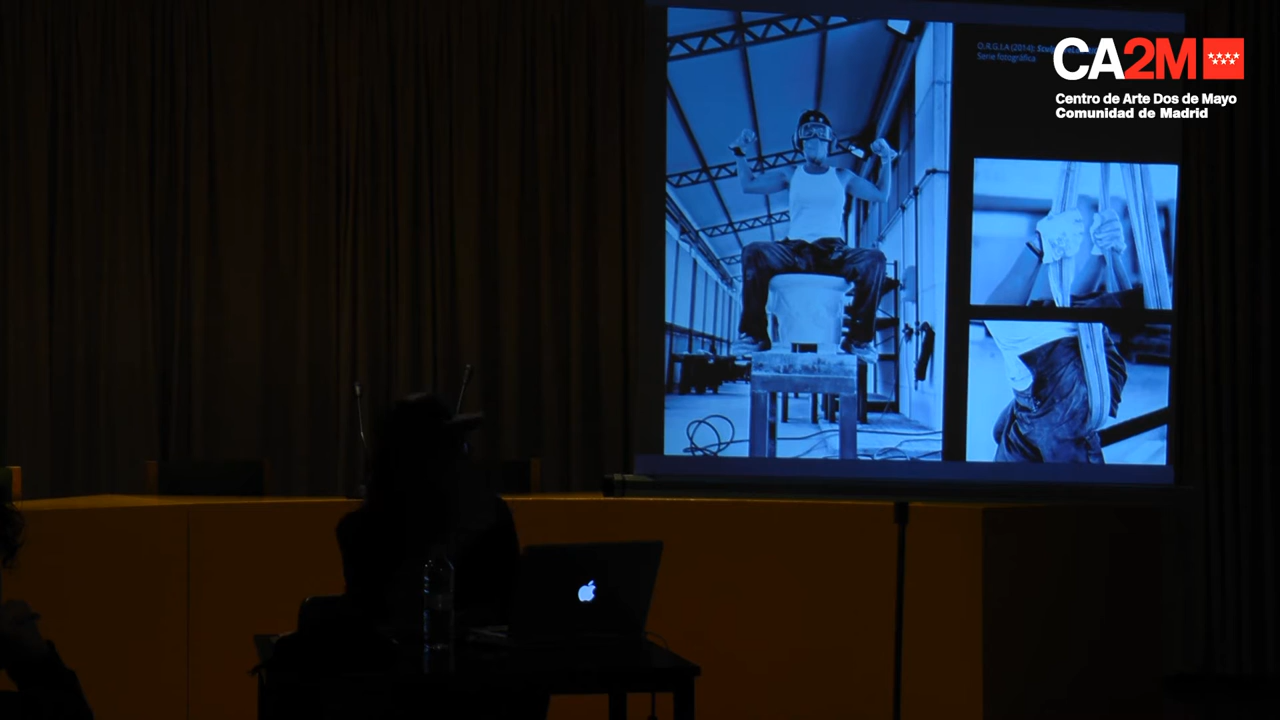 O.R.G.I.A (2014):
Serie fotográfica
CA2M
Centro de Arte Dos de Mayo
Comunidad de Madrid